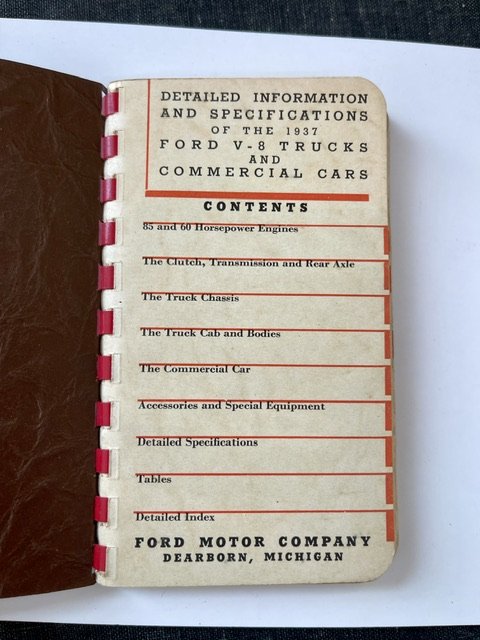 DETAILED INFORMATION
AND SPECIFICATIONS
OF THE 1937
FORD V-8 TRUCKS
AND
COMMERCIAL CARS
CONTENTS
85 and 60 Horsepower Engines
The Clutch, Transmission and Rear Axle
The Truck Chassis
The Truck Cab and Bodies
The Commercial Car
Accessories and Special Equipment
Detailed Specifications
Tables
Detailed Index
FORD MOTOR COMPANY
DEARBORN, MICHIGAN